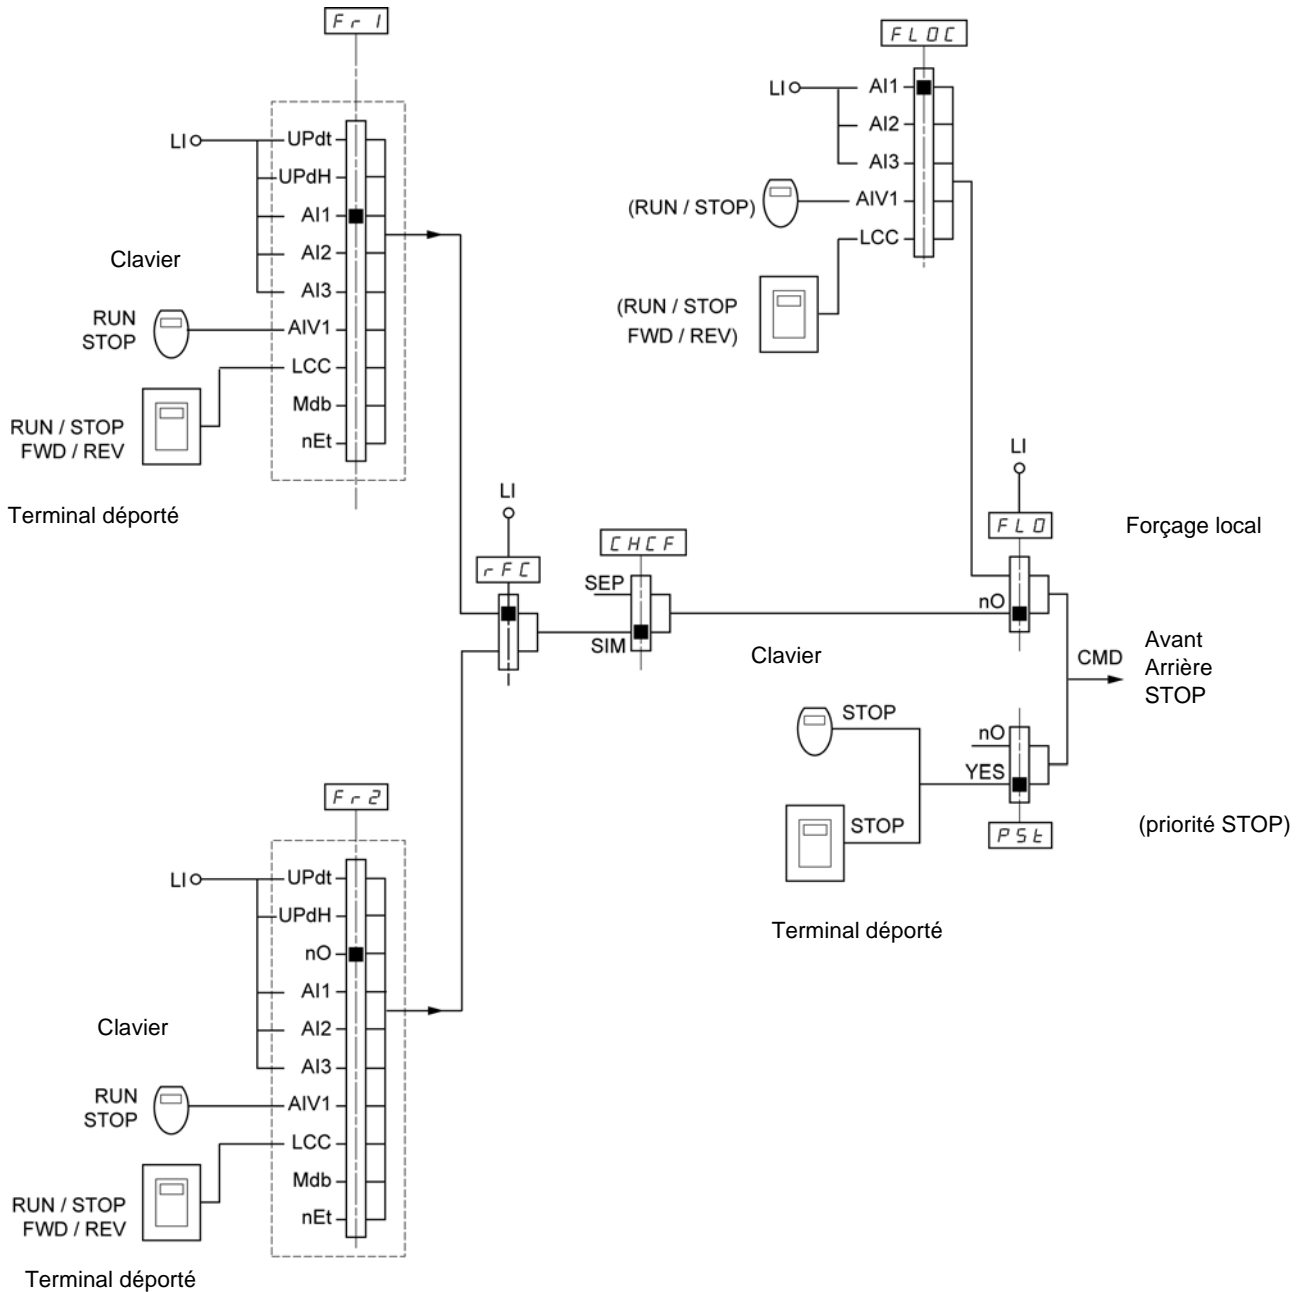 Fr1
LI
UPdt
UPdH
AI1
AI2
AI3
Clavier
RUN
STOP
AIV1
LCC
Mdb
nEt
RUN / STOP
FWD / REV
Terminal déporté
FLOC
LI
AI1
AI2
AI3
(RUN / STOP)
AIV1
LCC
(RUN / STOP
FWD / REV)
LI
rFC
CHCF
SEP
SIM
LI
FLO
Forçage local
nO
Clavier
CMD
Avant
Arrière
STOP
STOP
nO
YES
STOP
PSt
(priorité STOP)
Terminal déporté
Fr2
LI
UPdt
UPdH
nO
AI1
AI2
AI3
Clavier
RUN
STOP
AIV1
LCC
Mdb
nEt
RUN / STOP
FWD / REV
Terminal déporté